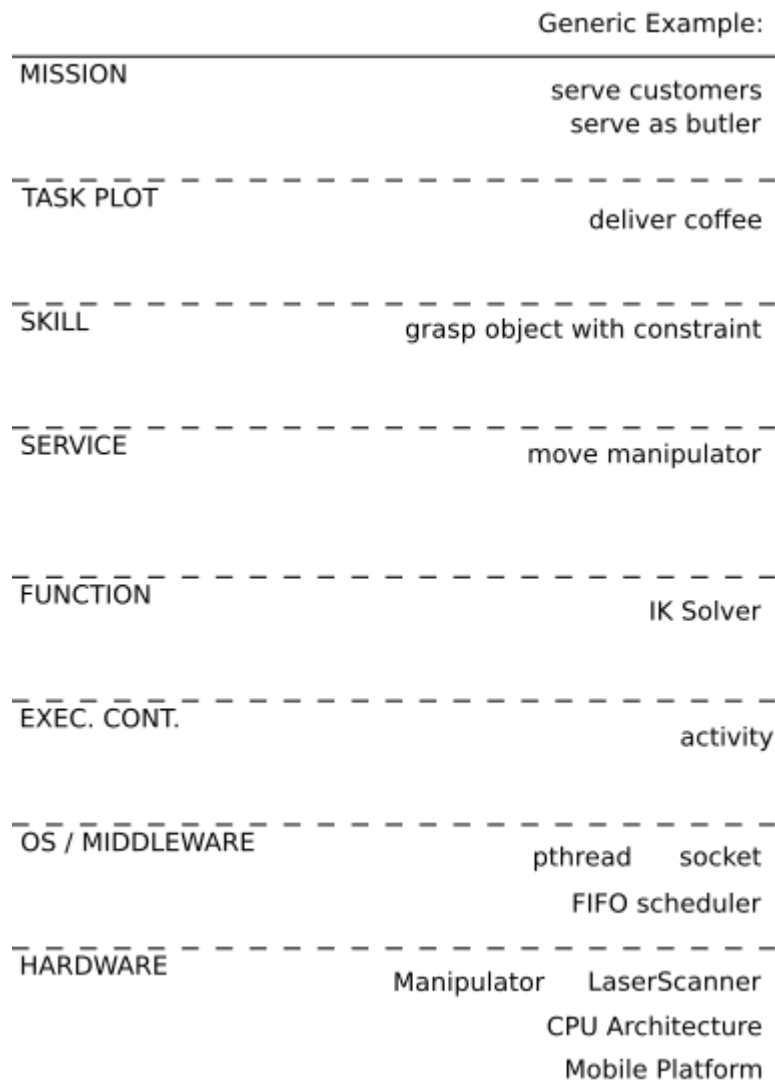 Generic Example:
MISSION
serve customers
serve as butler
TASK PLOT
deliver coffee
SKILL
grasp object with constraint
SERVICE
move manipulator
FUNCTION
IK Solver
EXEC. CONT.
activity
OS / MIDDLEWARE
pthread socket
FIFO scheduler
HARDWARE
Manipulator LaserScanner
CPU Architecture
Mobile Platform